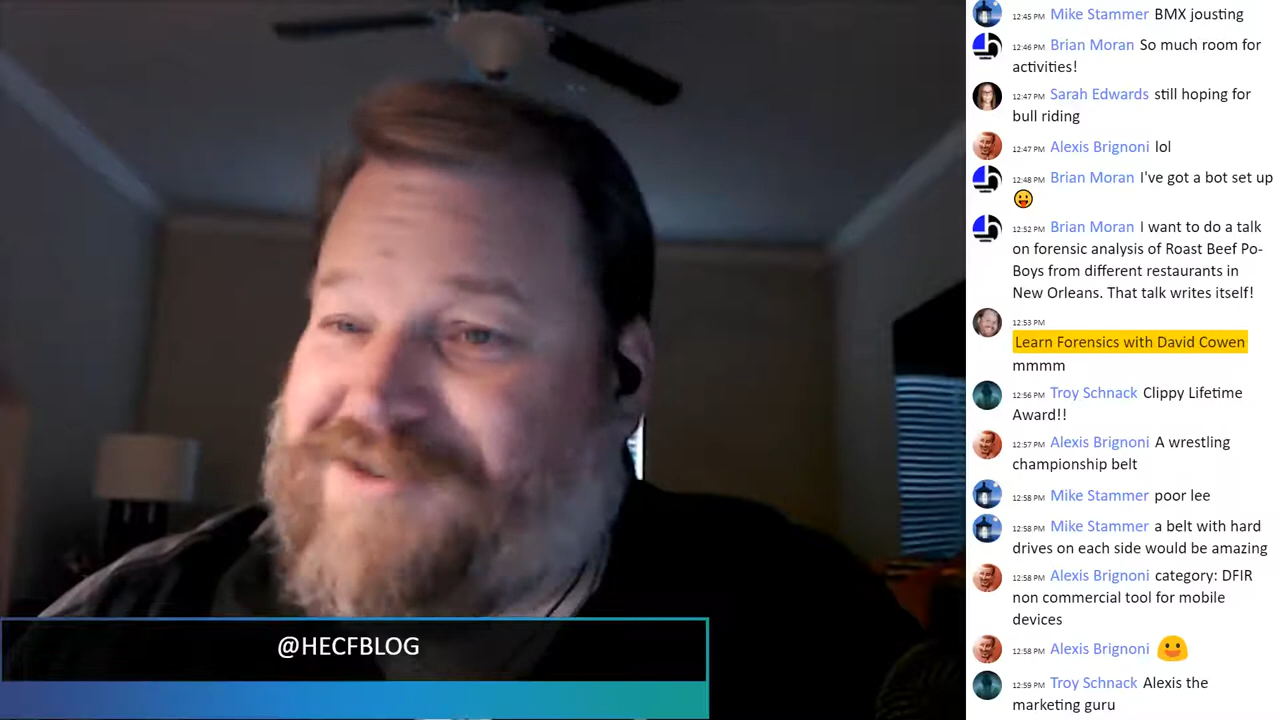 @HECFBLOG
12:45 PM Mike Stammer BMX jousting
12:46 PM Brian Moran So much room for
activities!
12:47 PM Sarah Edwards still hoping for
bull riding
12:47 PM Alexis Brignoni lol
12:48 PM Brian Moran I've got a bot set up
12:52 PM Brian Moran I want to do a talk
on forensic analysis of Roast Beef Po-
Boys from different restaurants in
New Orleans. That talk writes itself!
12:53 PM
Learn Forensics with David Cowen
mmmm
12:56 PM Troy Schnack Clippy Lifetime
Award!!
12:57 PM Alexis Brignoni A wrestling
championship belt
12:58 PM Mike Stammer poor lee
12:58 PM Mike Stammer a belt with hard
drives on each side would be amazing
12:58 PM Alexis Brignoni category: DFIR
non commercial tool for mobile
devices
12:58 PM Alexis Brignoni
12:59 PM Troy Schnack Alexis the
marketing guru